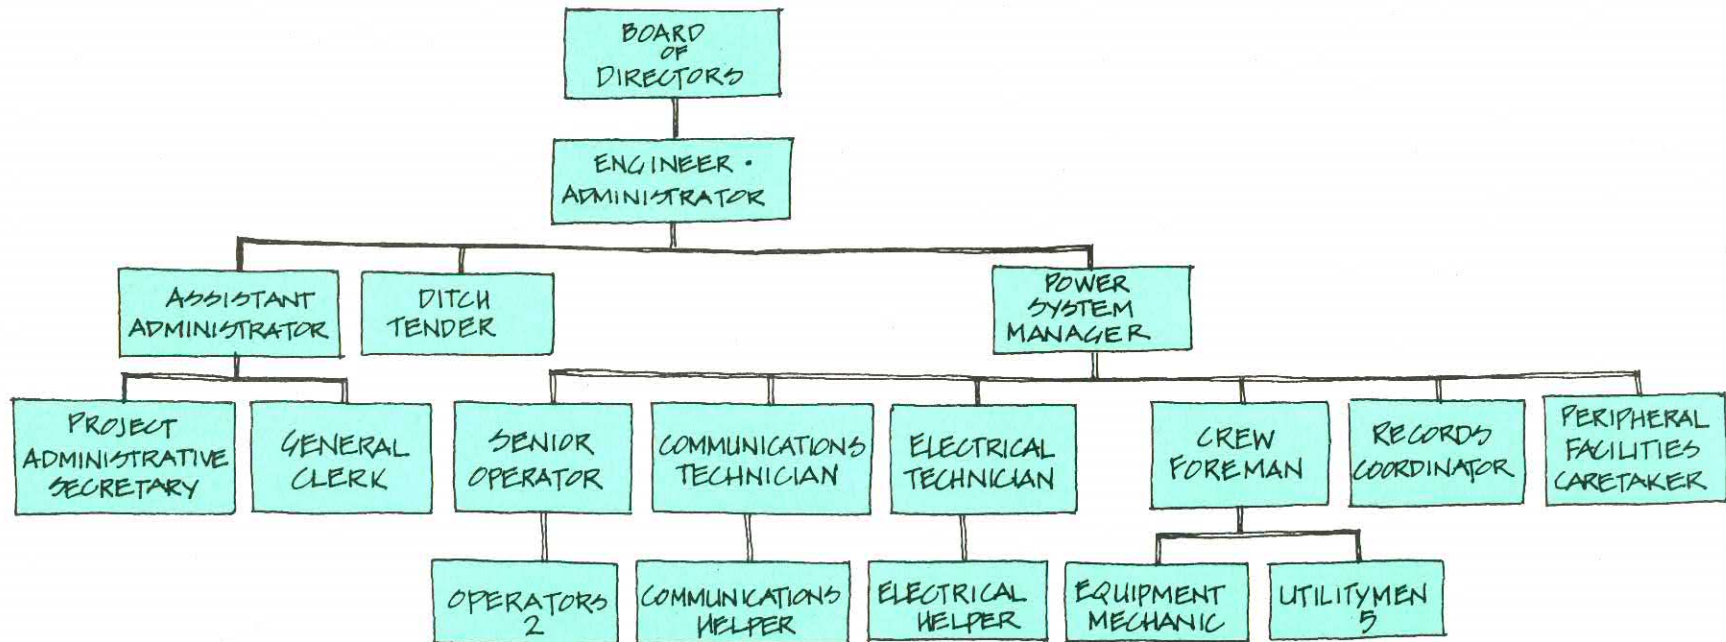 BOARD
OF
DIRECTORS
ENGINEER •
ADMINISTRATOR
ASSISTANT
ADMINISTRATOR
DITCH
TENDER
POWER
SYSTEM
MANAGER
PROJECT
ADMINISTRATIVE
SECRETARY
GENERAL
CLERK
SENIOR
OPERATOR
COMMUNICATIONS
TECHNICIAN
ELECTRICAL
TECHNICIAN
CREW
FOREMAN
RECORDS
COORDINATOR
PERIPHERAL
FACILITIES
CARETAKER
OPERATORS
2
COMMUNICATIONS
HELPER
ELECTRICAL
HELPER
EQUIPMENT
MECHANIC
UTILITYMEN
5